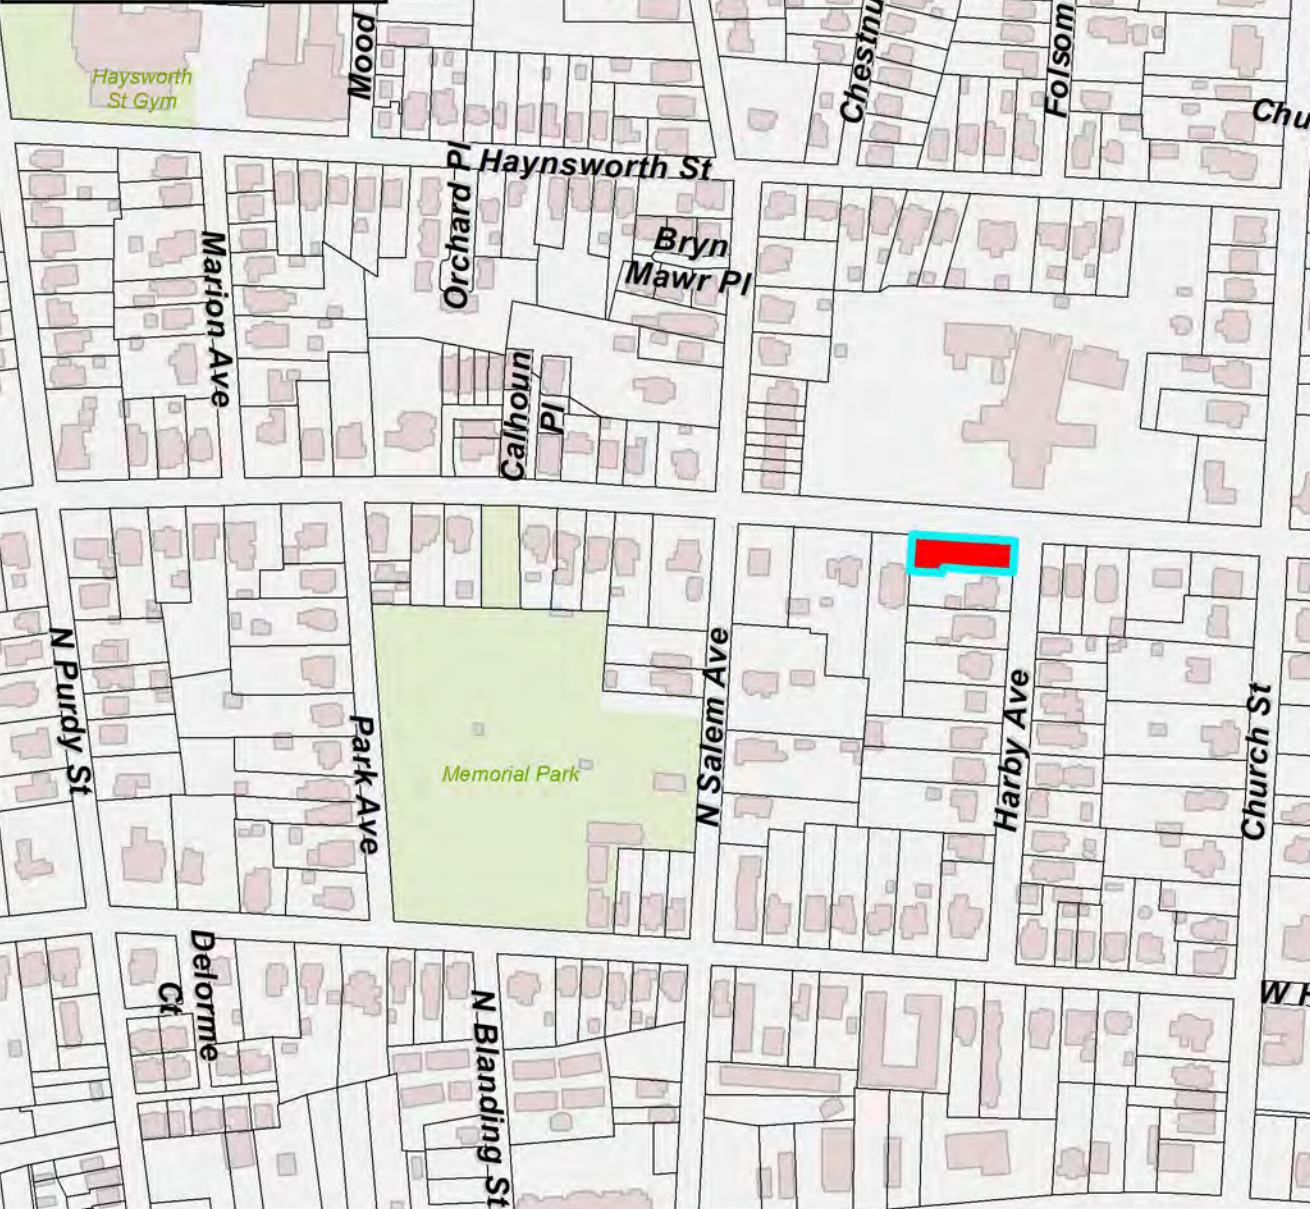 Mood
Chestnu
Folsom
Haysworth
St Gym
Chu
Haynsworth St
Orchard Pl
Bryn
Mawr Pl
Marion Ave
Calhoun
Pl
N Purdy St
N Salem Ave
Harby Ave
Church St
Park Ave
Memorial Park
Delorme
Ct
N Blanding St
W H